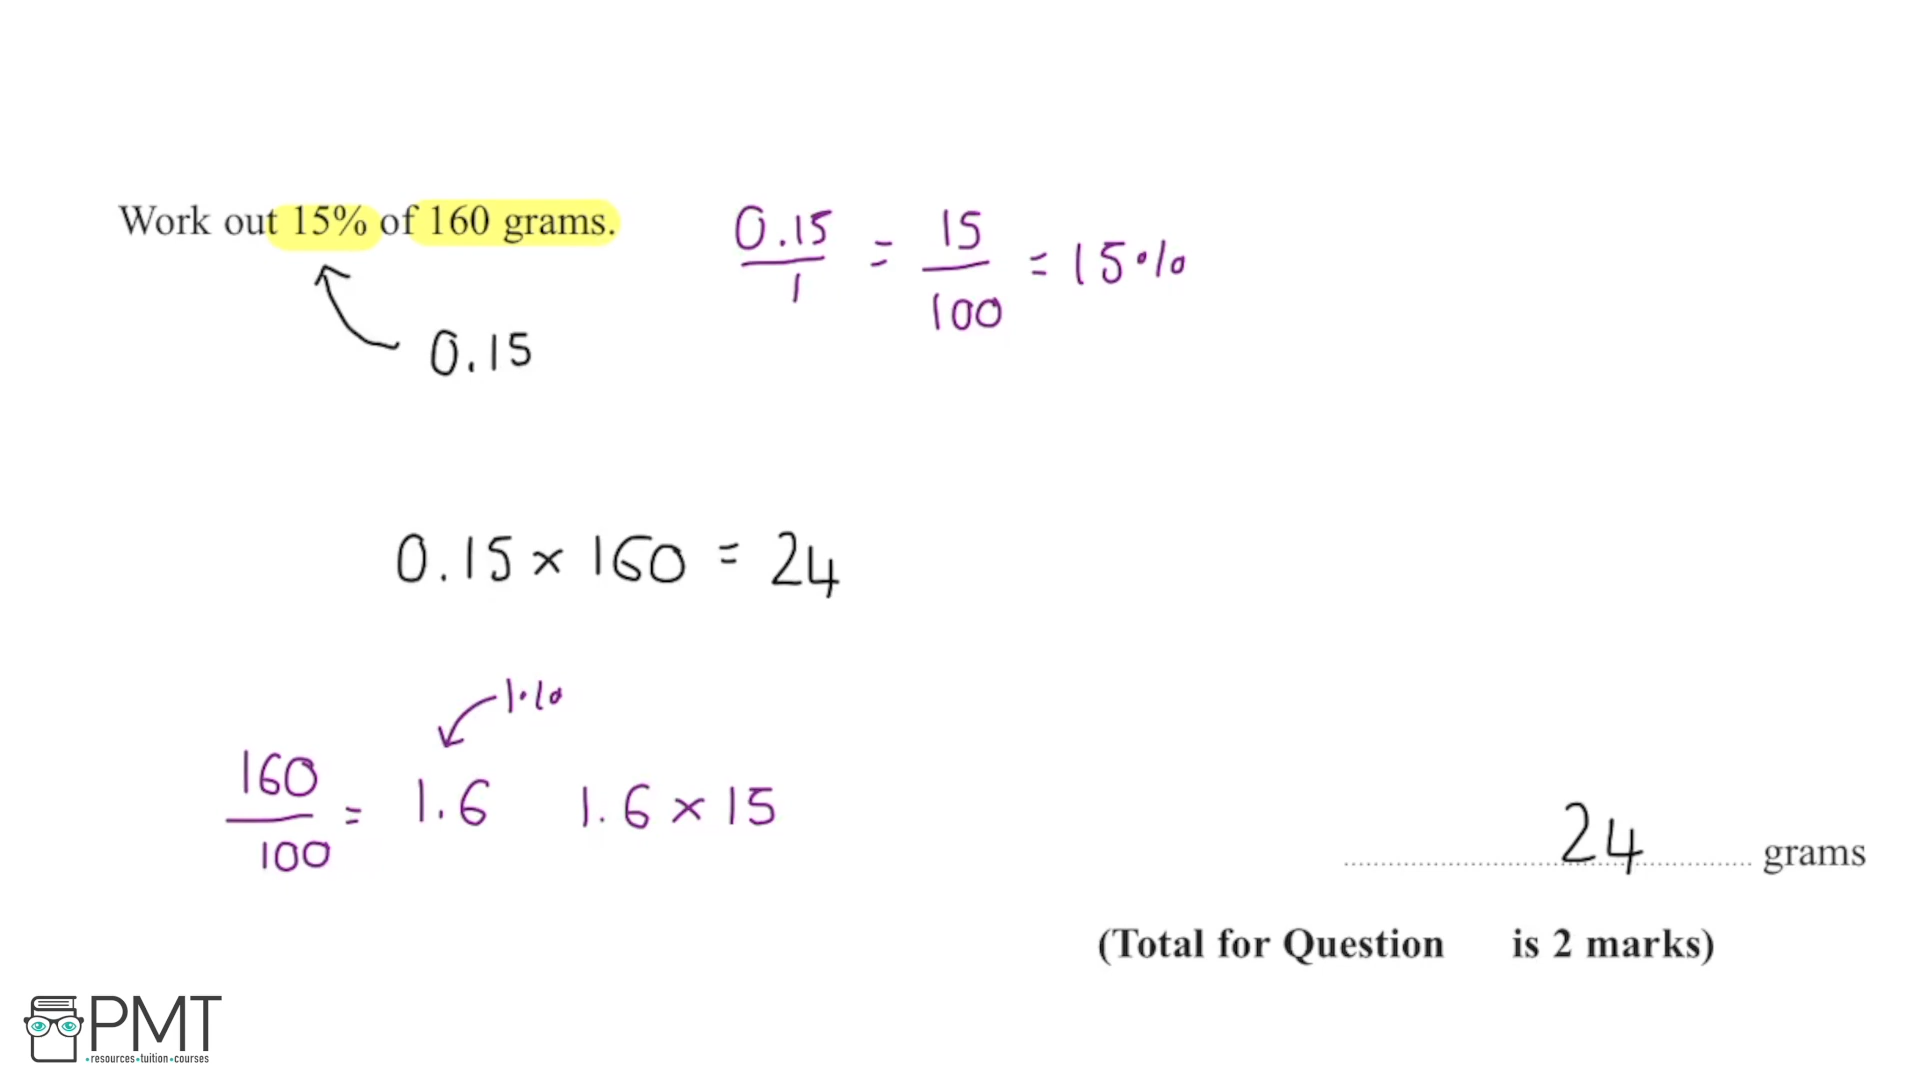 Work out 15% of 160 grams.
0.15/1 = 15/100 = 15%
0.15
0.15 × 160 = 24
1%
160/100 = 1.6 1.6 × 15
24 grams
(Total for Question is 2 marks)
PMT
•resources•tuition•courses